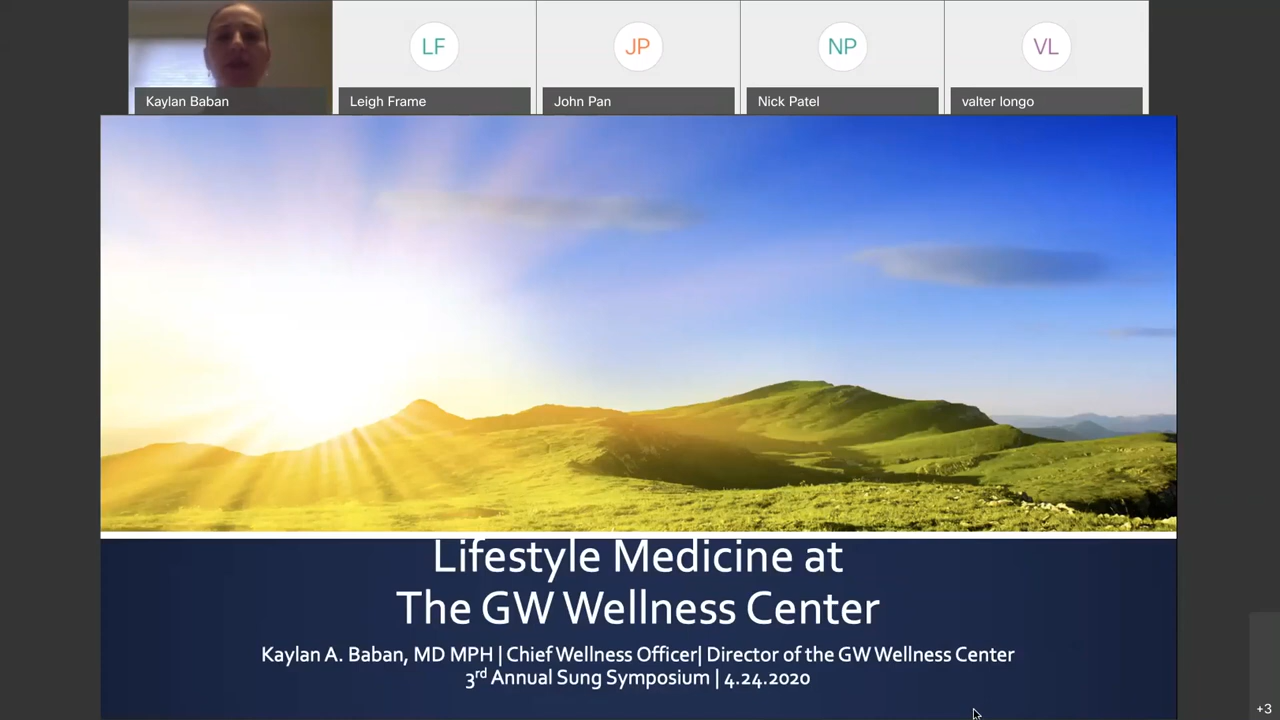 LF
JP
NP
VL
Kaylan Baban
Leigh Frame
John Pan
Nick Patel
valter longo
Lifestyle Medicine at
The GW Wellness Center
Kaylan A. Baban, MD MPH | Chief Wellness Officer| Director of the GW Wellness Center
3rd Annual Sung Symposium | 4.24.2020
+3